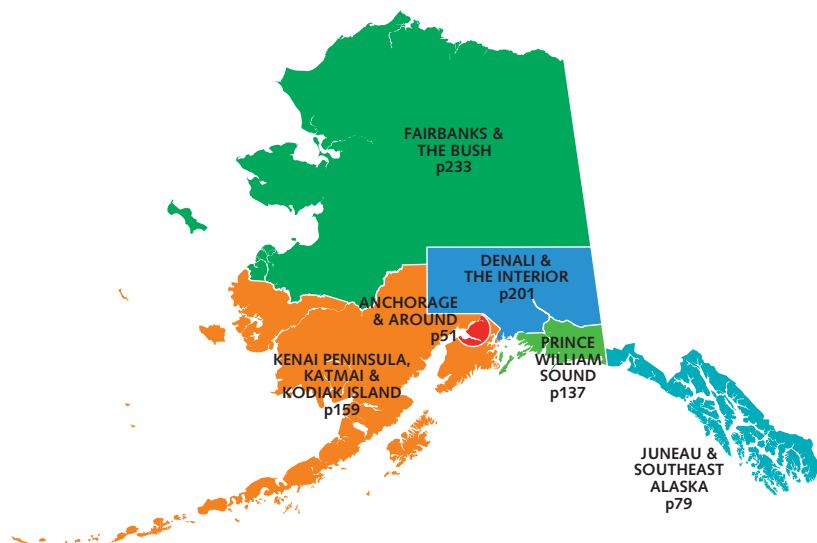 FAIRBANKS &
THE BUSH
p233
DENALI &
THE INTERIOR
p201
ANCHORAGE
& AROUND
p51
PRINCE
WILLIAM
SOUND
p137
KENAI PENINSULA,
KATMAI &
KODIAK ISLAND
p159
JUNEAU &
SOUTHEAST
ALASKA
p79